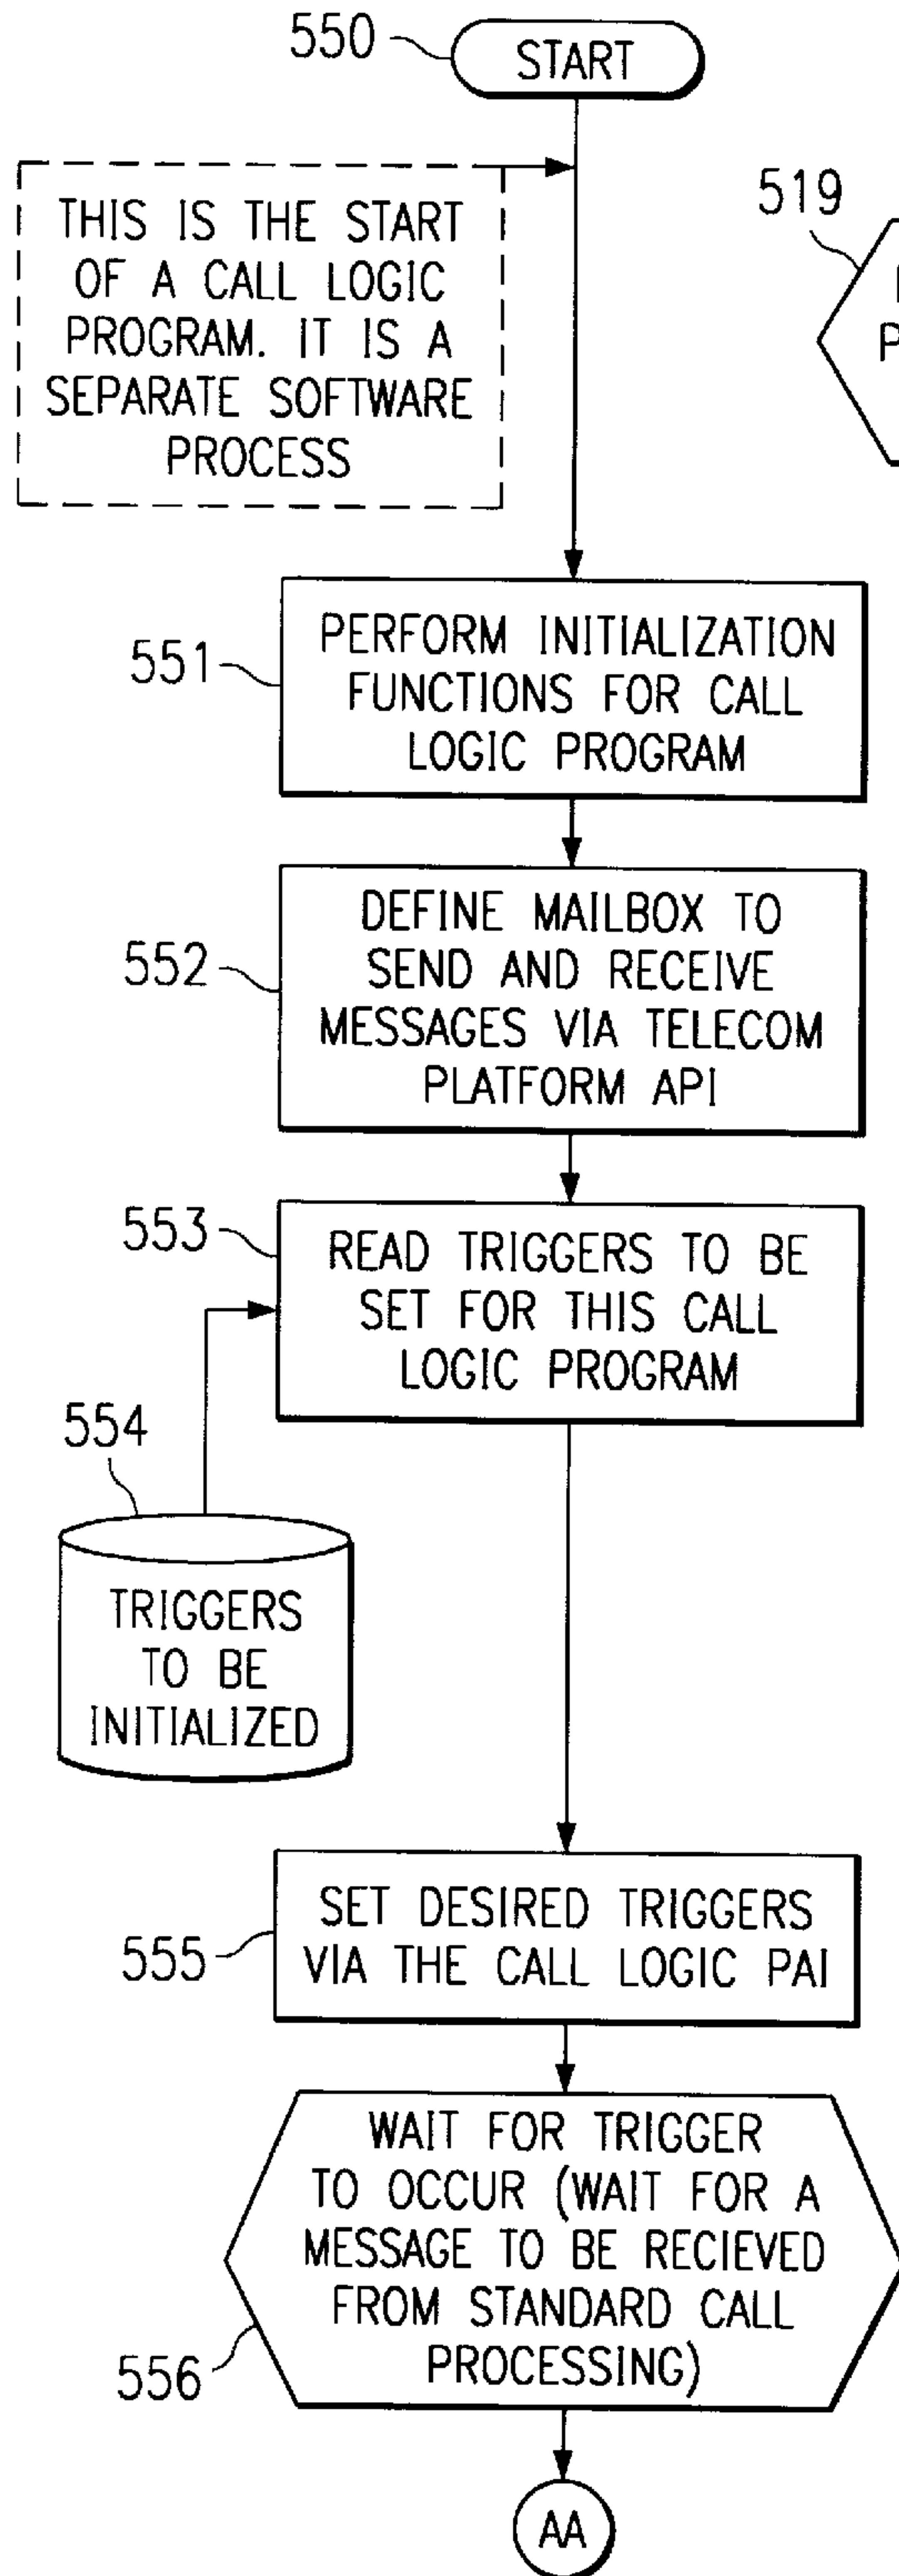 550
START
THIS IS THE START
OF A CALL LOGIC
PROGRAM. IT IS A
SEPARATE SOFTWARE
PROCESS
519
P
551
PERFORM INITIALIZATION
FUNCTIONS FOR CALL
LOGIC PROGRAM
552
DEFINE MAILBOX TO
SEND AND RECEIVE
MESSAGES VIA TELECOM
PLATFORM API
553
READ TRIGGERS TO BE
SET FOR THIS CALL
LOGIC PROGRAM
554
TRIGGERS
TO BE
INITIALIZED
555
SET DESIRED TRIGGERS
VIA THE CALL LOGIC PAI
WAIT FOR TRIGGER
TO OCCUR (WAIT FOR A
MESSAGE TO BE RECIEVED
FROM STANDARD CALL
PROCESSING)
556
AA